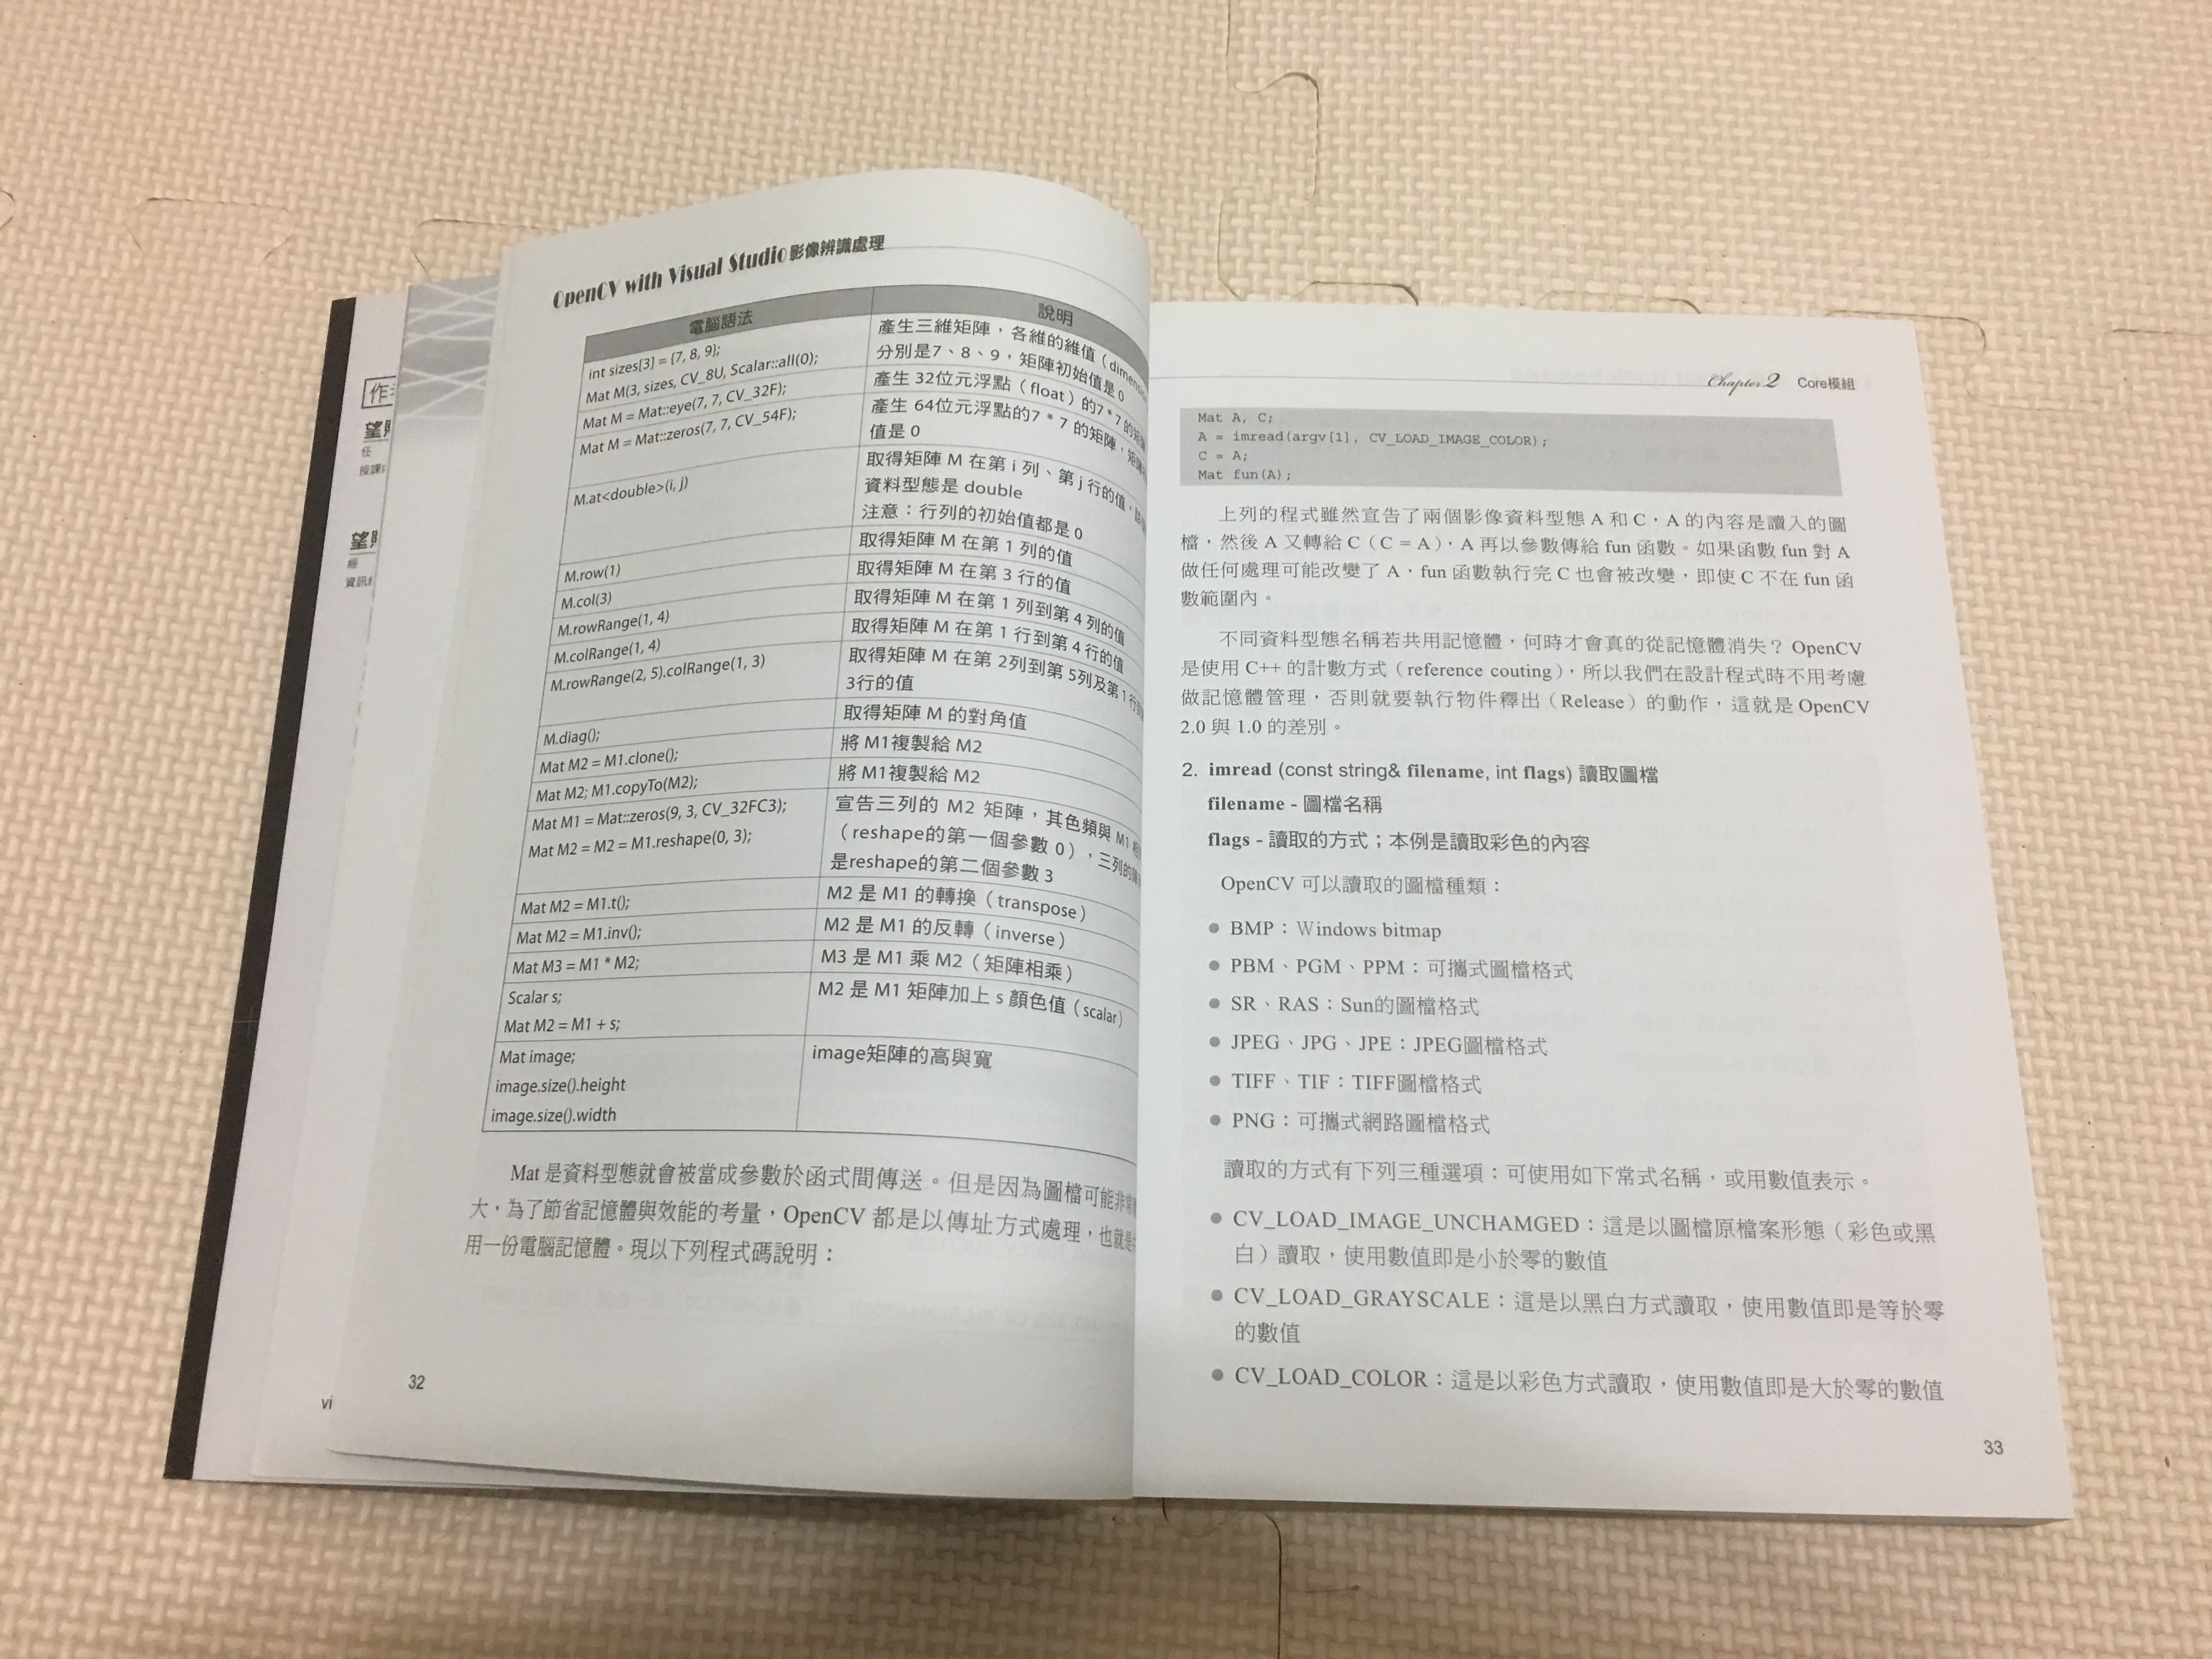 作
任
授課
資訊
vi
OpenCV with Visual Studio影像辨識處理
電腦語法
說明
int sizes[3] = {7, 8, 9};
Mat M(3, sizes, CV_8U, Scalar::all(0);
產生三維矩陣，各維的維值（dimension
分別是7、8、9，矩陣初始值是 0
Mat M = Mat::eye(7, 7, CV_32F);
產生 32位元浮點（float）的7 * 7 的矩
Mat M = Mat::zeros(7, 7, CV_54F);
產生 64位元浮點的7 * 7 的矩陣，矩陣
值是 0
M.at<double>(i, j)
取得矩陣 M 在第 i 列、第 j 行的值，
資料型態是 double
注意：行列的初始值都是 0
M.row(1)
取得矩陣 M 在第 1 列的值
M.col(3)
取得矩陣 M 在第 3 行的值
M.rowRange(1, 4)
取得矩陣 M 在第 1 列到第 4 列的值
M.colRange(1, 4)
取得矩陣 M 在第 1 行到第 4 行的值
M.rowRange(2, 5).colRange(1, 3)
取得矩陣 M 在第 2列到第 5列及第 1行到
3行的值
M.diag();
取得矩陣 M 的對角值
Mat M2 = M1.clone();
將 M1複製給 M2
Mat M2; M1.copyTo(M2);
將 M1複製給 M2
Mat M1 = Mat::zeros(9, 3, CV_32FC3);
Mat M2 = M2 = M1.reshape(0, 3);
宣告三列的 M2 矩陣，其色頻與 M1 相
（reshape的第一個參數 0），三列的
是reshape的第二個參數 3
Mat M2 = M1.t();
M2 是 M1 的轉換（transpose）
Mat M2 = M1.inv();
M2 是 M1 的反轉（inverse）
Mat M3 = M1 * M2;
M3 是 M1 乘 M2（矩陣相乘）
Scalar s;
Mat M2 = M1 + s;
M2 是 M1 矩陣加上 s 顏色值（scalar）
Mat image;
image.size().height
image.size().width
image矩陣的高與寬
Mat 是資料型態就會被當成參數於函式間傳送。但是因為圖檔可能非常
大，為了節省記憶體與效能的考量，OpenCV 都是以傳址方式處理，也就是
用一份電腦記憶體。現以下列程式碼說明：
32
Chapter 2 Core模組
Mat A, C;
A = imread(argv[1], CV_LOAD_IMAGE_COLOR);
C = A;
Mat fun(A);
上列的程式雖然宣告了兩個影像資料型態 A 和 C，A 的內容是讀入的圖
檔，然後 A 又轉給 C（C = A），A 再以參數傳給 fun 函數。如果函數 fun 對 A
做任何處理可能改變了 A，fun 函數執行完 C 也會被改變，即使 C 不在 fun 函
數範圍內。
不同資料型態名稱若共用記憶體，何時才會真的從記憶體消失？OpenCV
是使用 C++ 的計數方式（reference couting），所以我們在設計程式時不用考慮
做記憶體管理，否則就要執行物件釋出（Release）的動作，這就是 OpenCV
2.0 與 1.0 的差別。
2. imread (const string& filename, int flags) 讀取圖檔
filename - 圖檔名稱
flags - 讀取的方式；本例是讀取彩色的內容
OpenCV 可以讀取的圖檔種類：
● BMP：Windows bitmap
● PBM、PGM、PPM：可攜式圖檔格式
● SR、RAS：Sun的圖檔格式
● JPEG、JPG、JPE：JPEG圖檔格式
● TIFF、TIF：TIFF圖檔格式
● PNG：可攜式網路圖檔格式
讀取的方式有下列三種選項：可使用如下常式名稱，或用數值表示。
● CV_LOAD_IMAGE_UNCHAMGED：這是以圖檔原檔案形態（彩色或黑
白）讀取，使用數值即是小於零的數值
● CV_LOAD_GRAYSCALE：這是以黑白方式讀取，使用數值即是等於零
的數值
● CV_LOAD_COLOR：這是以彩色方式讀取，使用數值即是大於零的數值
33